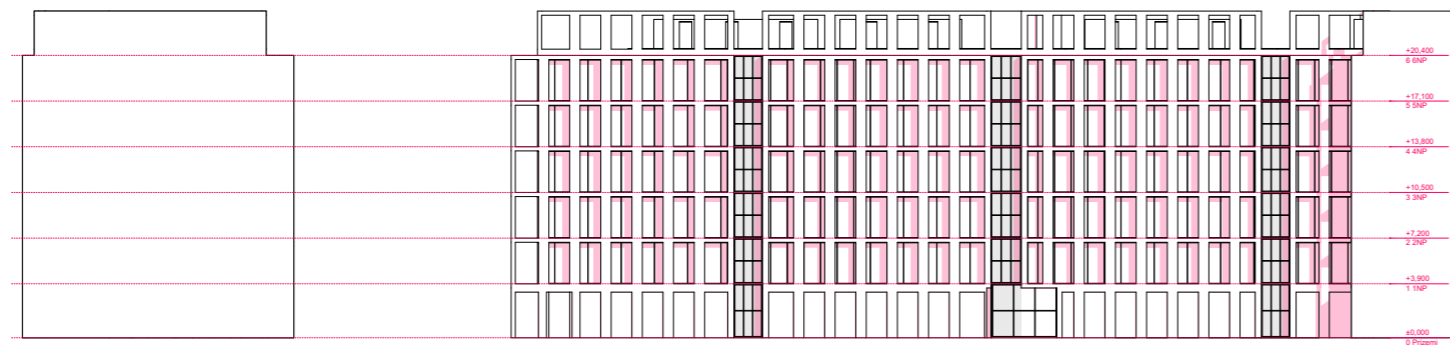 +20,400
6 6NP
+17,100
5 5NP
+13,800
4 4NP
+10,500
3 3NP
+7,200
2 2NP
+3,900
1 1NP
±0,000
0 Přízemí